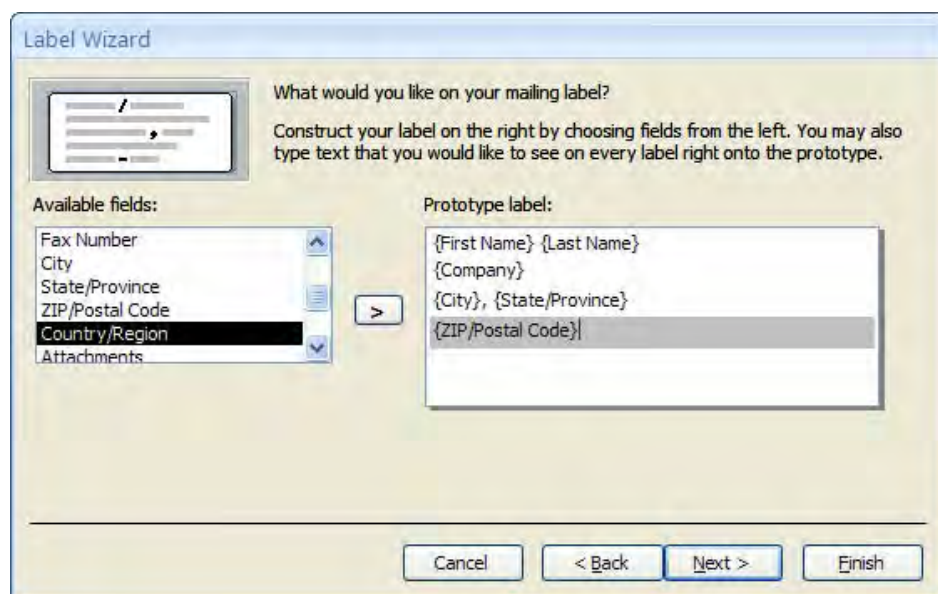 Label Wizard
What would you like on your mailing label?
Construct your label on the right by choosing fields from the left. You may also
type text that you would like to see on every label right onto the prototype.
Available fields:
Fax Number
City
State/Province
ZIP/Postal Code
Country/Region
Attachments
>
Prototype label:
{First Name} {Last Name}
{Company}
{City}, {State/Province}
{ZIP/Postal Code}
Cancel
< Back
Next >
Finish